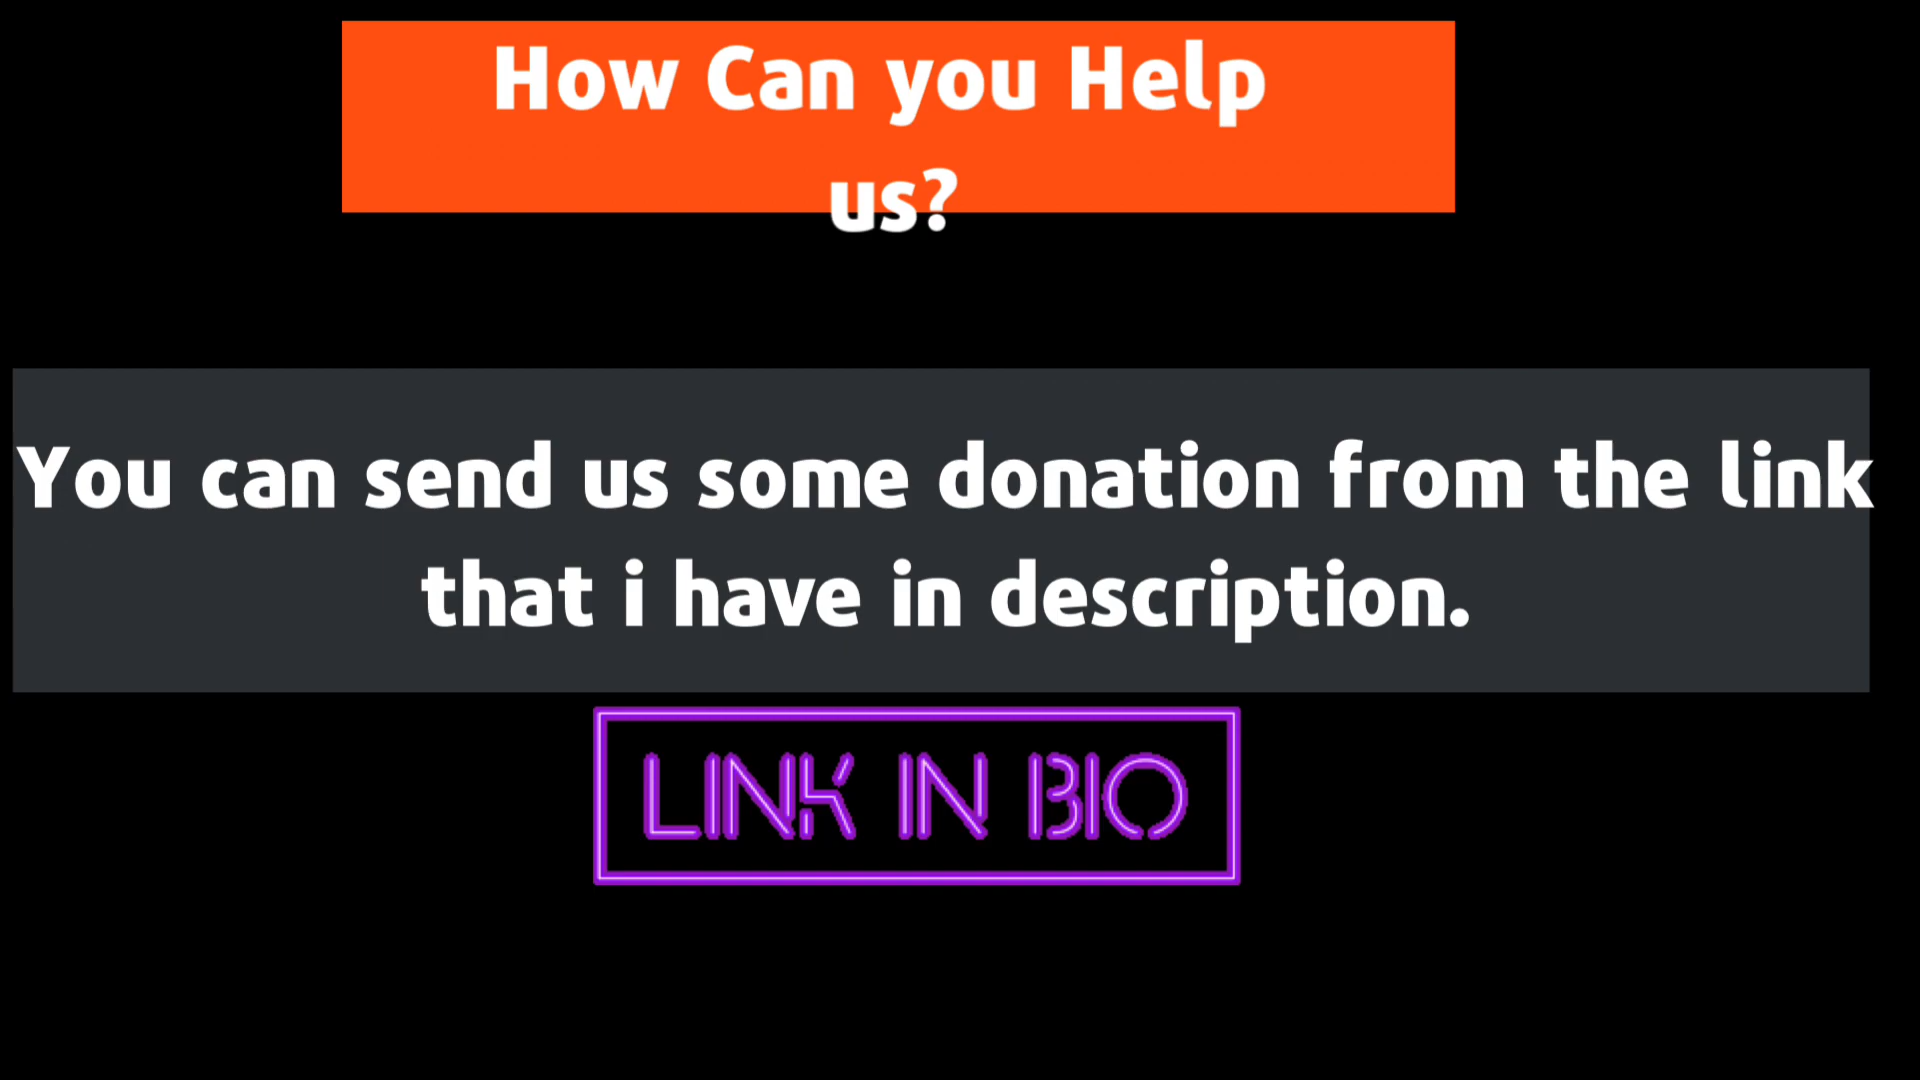 How Can you Help
us?
You can send us some donation from the link
that i have in description.
LINK IN BIO